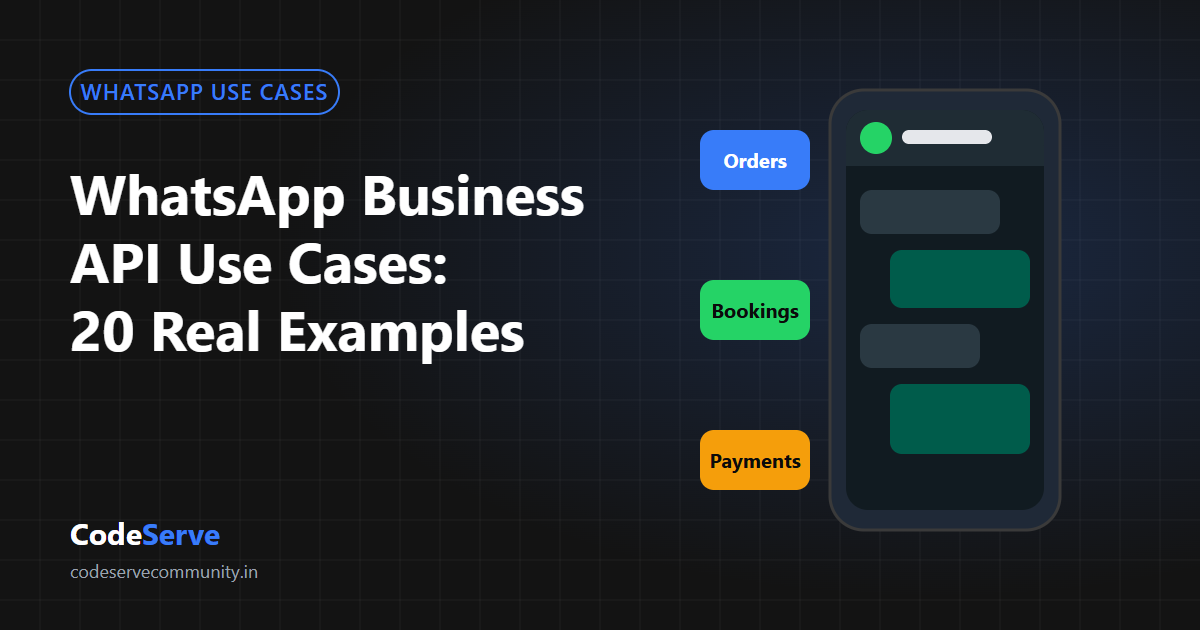 WHATSAPP USE CASES
WhatsApp Business
API Use Cases:
20 Real Examples
Orders
Bookings
Payments
CodeServe
codeservecommunity.in